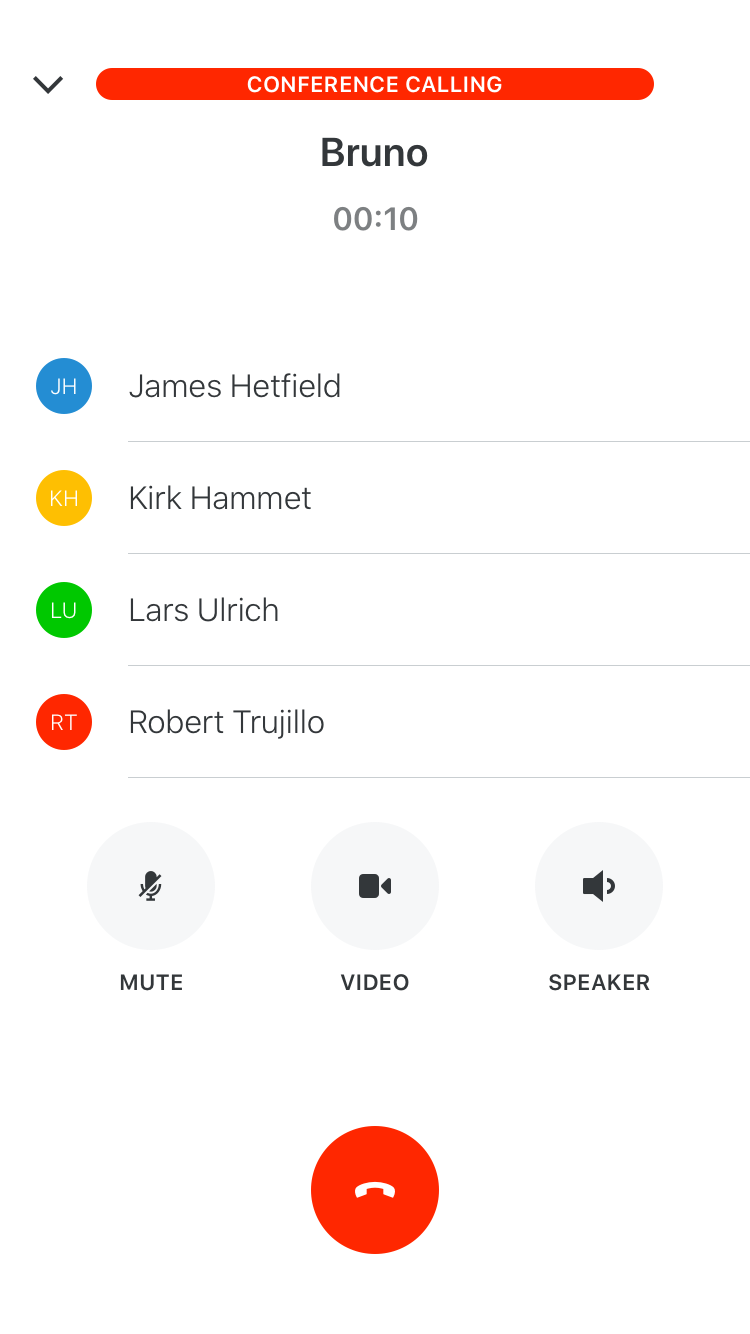 CONFERENCE CALLING
Bruno
00:10
JH James Hetfield
KH Kirk Hammet
LU Lars Ulrich
RT Robert Trujillo
MUTE VIDEO SPEAKER